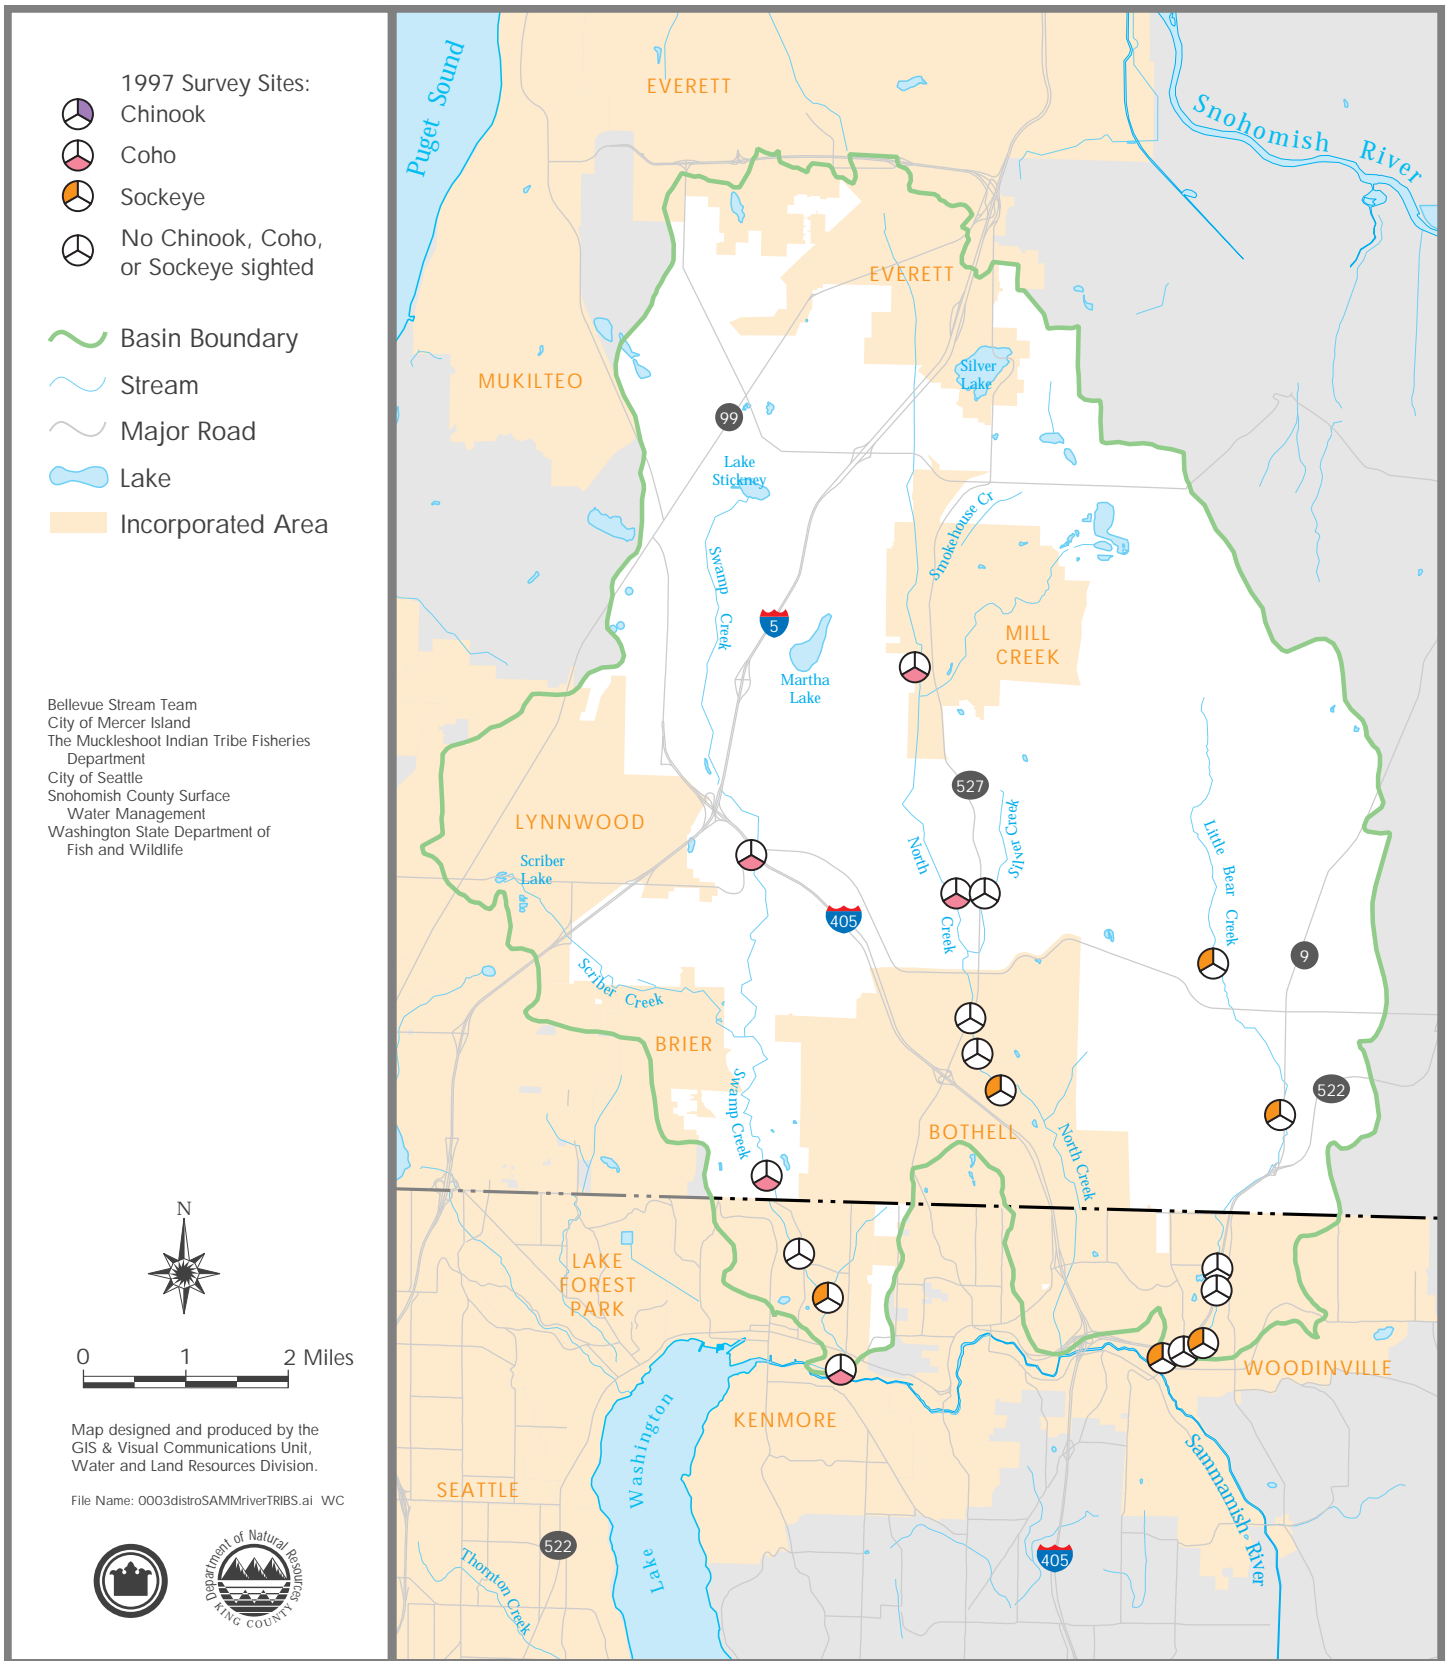 1997 Survey Sites:
Chinook
Coho
Sockeye
No Chinook, Coho,
or Sockeye sighted
Basin Boundary
Stream
Major Road
Lake
Incorporated Area
Bellevue Stream Team
City of Mercer Island
The Muckleshoot Indian Tribe Fisheries
Department
City of Seattle
Snohomish County Surface
Water Management
Washington State Department of
Fish and Wildlife
N
0 1 2 Miles
Map designed and produced by the
GIS & Visual Communications Unit,
Water and Land Resources Division.
File Name: 0003distroSAMMriverTRIBS.ai WC
Department of Natural Resources
KING COUNTY
Puget Sound
EVERETT
Snohomish River
EVERETT
MUKILTEO
Silver
Lake
99
Lake
Stickney
Smokehouse Cr
Swamp Creek
5
MILL
CREEK
Martha
Lake
527
LYNNWOOD
Scriber
Lake
North Creek
Silver Creek
Little Bear Creek
405
9
Scriber Creek
BRIER
Swamp Creek
522
BOTHELL
North Creek
LAKE
FOREST
PARK
WOODINVILLE
KENMORE
Lake Washington
SEATTLE
Sammamish River
522
405
Thornton Creek